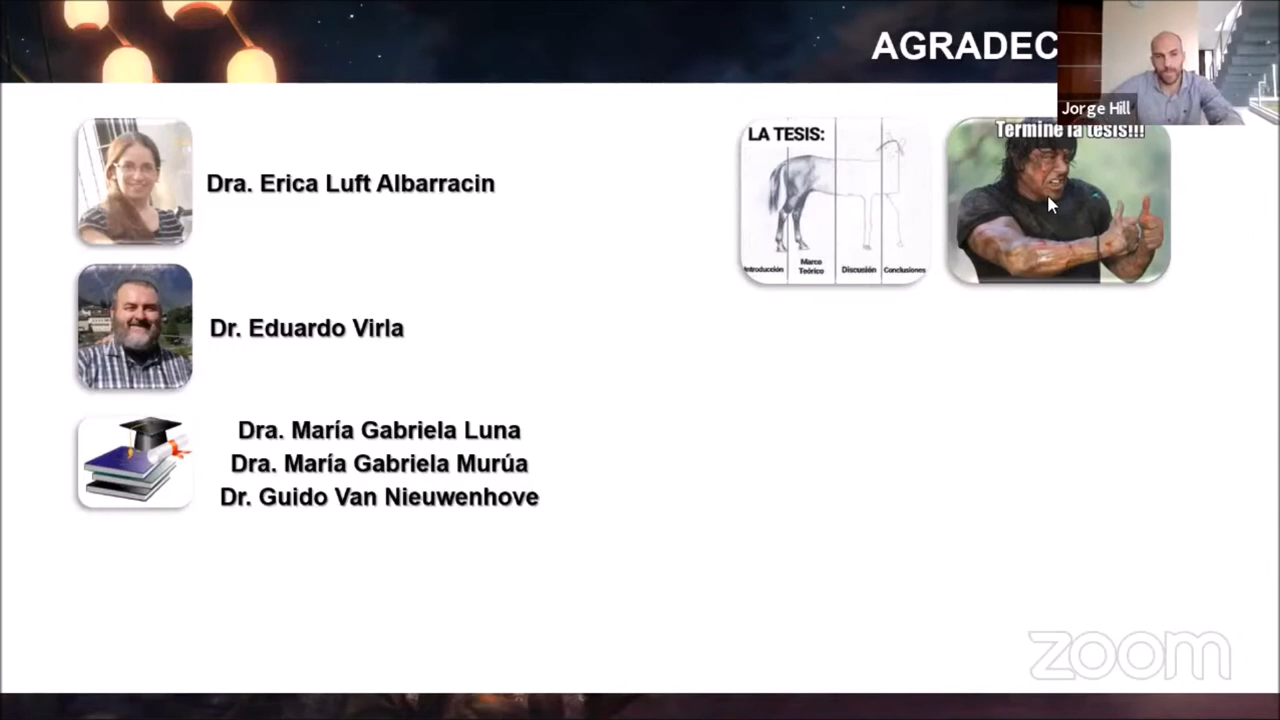 AGRADEC
Jorge Hill
Dra. Erica Luft Albarracin
Dr. Eduardo Virla
Dra. María Gabriela Luna
Dra. María Gabriela Murúa
Dr. Guido Van Nieuwenhove
LA TESIS:
Introducción
Marco
Teórico
Discusión
Conclusiones
Termine la tesis!!!
zoom